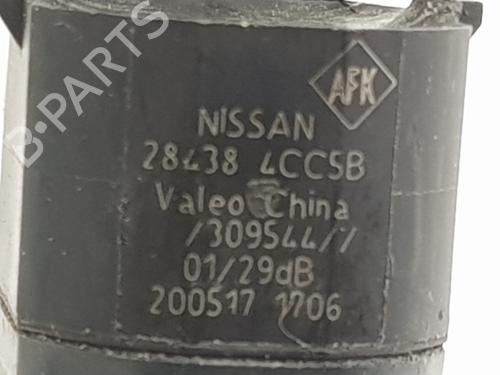 B-PARTS
AFK
NISSAN
28438 4CC5B
Valeo China
/309544//
01/29dB
200517 1706